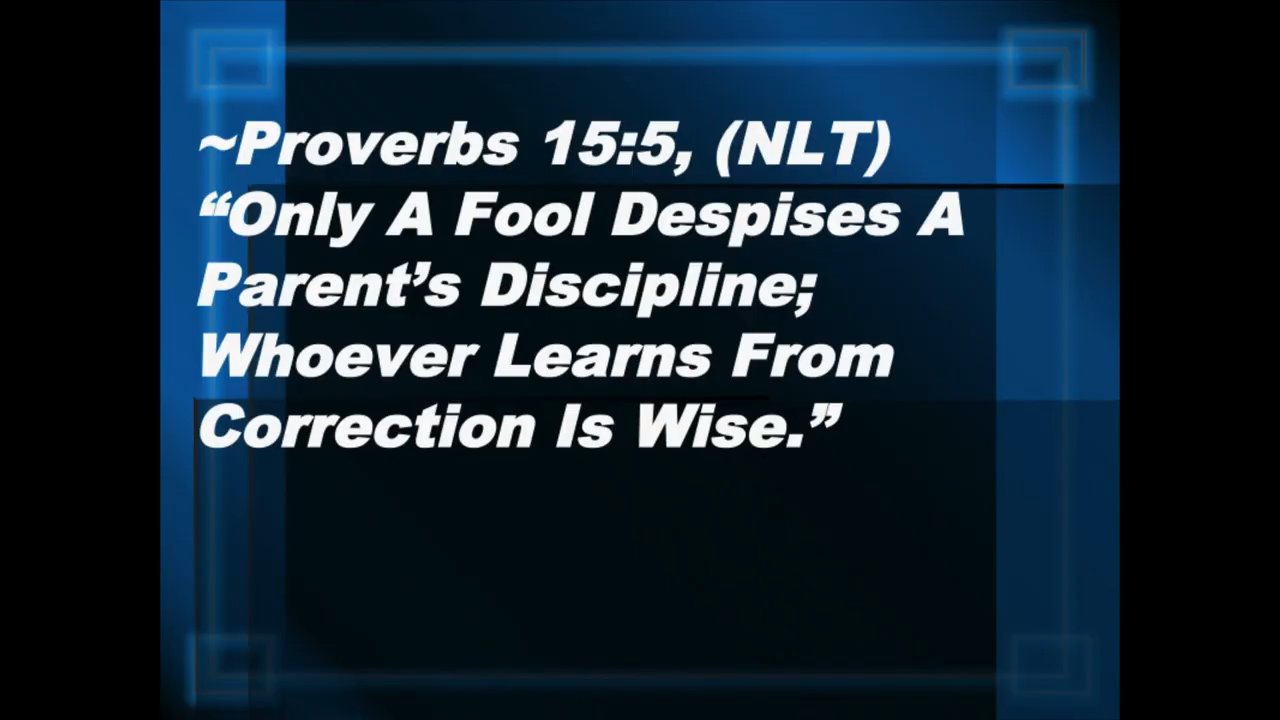 ~Proverbs 15:5, (NLT)
“Only A Fool Despises A
Parent’s Discipline;
Whoever Learns From
Correction Is Wise.”